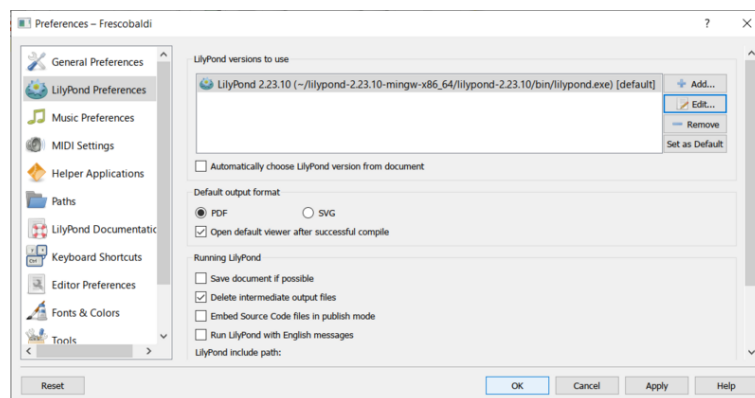 Preferences – Frescobaldi
General Preferences
LilyPond Preferences
Music Preferences
MIDI Settings
Helper Applications
Paths
LilyPond Documentatic
Keyboard Shortcuts
Editor Preferences
Fonts & Colors
Tools
LilyPond versions to use
LilyPond 2.23.10 (~/lilypond-2.23.10-mingw-x86_64/lilypond-2.23.10/bin/lilypond.exe) [default]
Add...
Edit...
Remove
Set as Default
Automatically choose LilyPond version from document
Default output format
PDF
SVG
Open default viewer after successful compile
Running LilyPond
Save document if possible
Delete intermediate output files
Embed Source Code files in publish mode
Run LilyPond with English messages
LilyPond include path:
Reset
OK
Cancel
Apply
Help